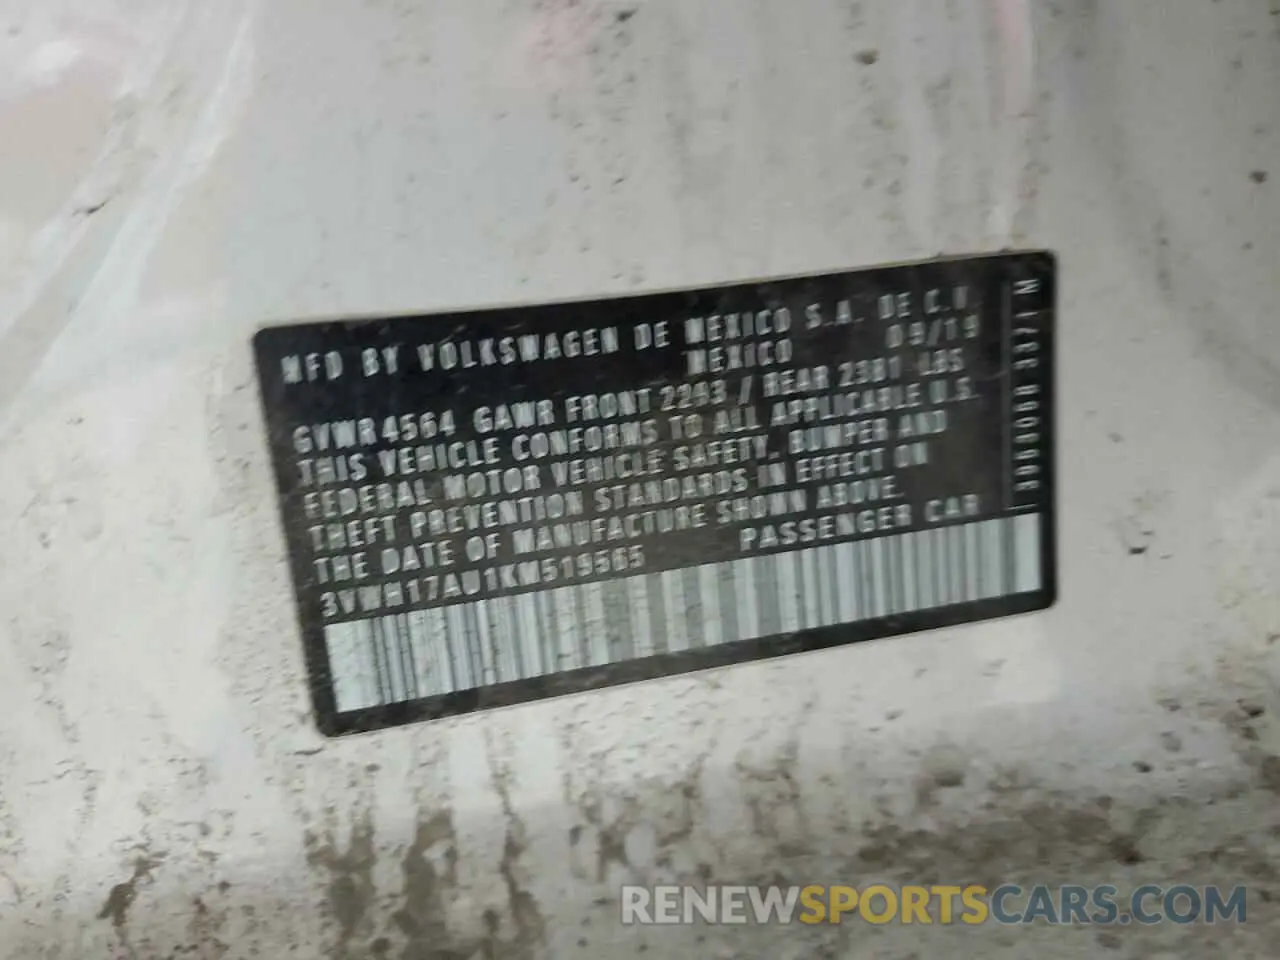 MFD BY VOLKSWAGEN DE MEXICO S.A. DE C.V
MEXICO 09/19
GVWR 4564 GAWR FRONT 2293 / REAR 2381 LBS
THIS VEHICLE CONFORMS TO ALL APPLICABLE U.S.
FEDERAL MOTOR VEHICLE SAFETY, BUMPER AND
THEFT PREVENTION STANDARDS IN EFFECT ON
THE DATE OF MANUFACTURE SHOWN ABOVE.
3VWH17AU1KM519565 PASSENGER CAR
RENEWSPORTSCARS.COM